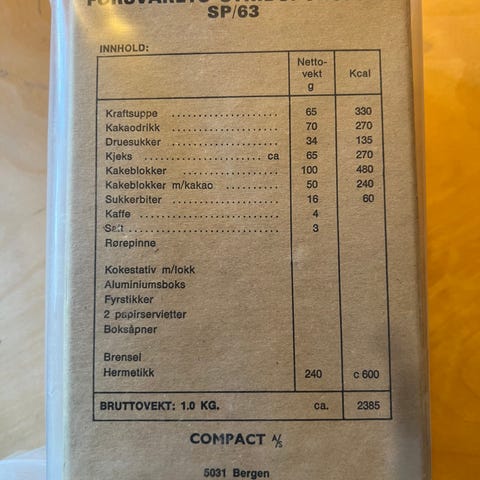 SP/63
INNHOLD:
Netto-
vekt
g
Kcal
Kraftsuppe .................... 65 330
Kakaodrikk .................... 70 270
Druesukker .................... 34 135
Kjeks .................... ca 65 270
Kakeblokker .................... 100 480
Kakeblokker m/kakao .......... 50 240
Sukkerbiter .................... 16 60
Kaffe .................... 4
Salt .................... 3
Rørepinne
Kokestativ m/lokk
Aluminiumsboks
Fyrstikker
2 papirservietter
Boksåpner
Brensel
Hermetikk 240 c 600
BRUTTOVEKT: 1.0 KG. ca. 2385
COMPACT A/S
5031 Bergen